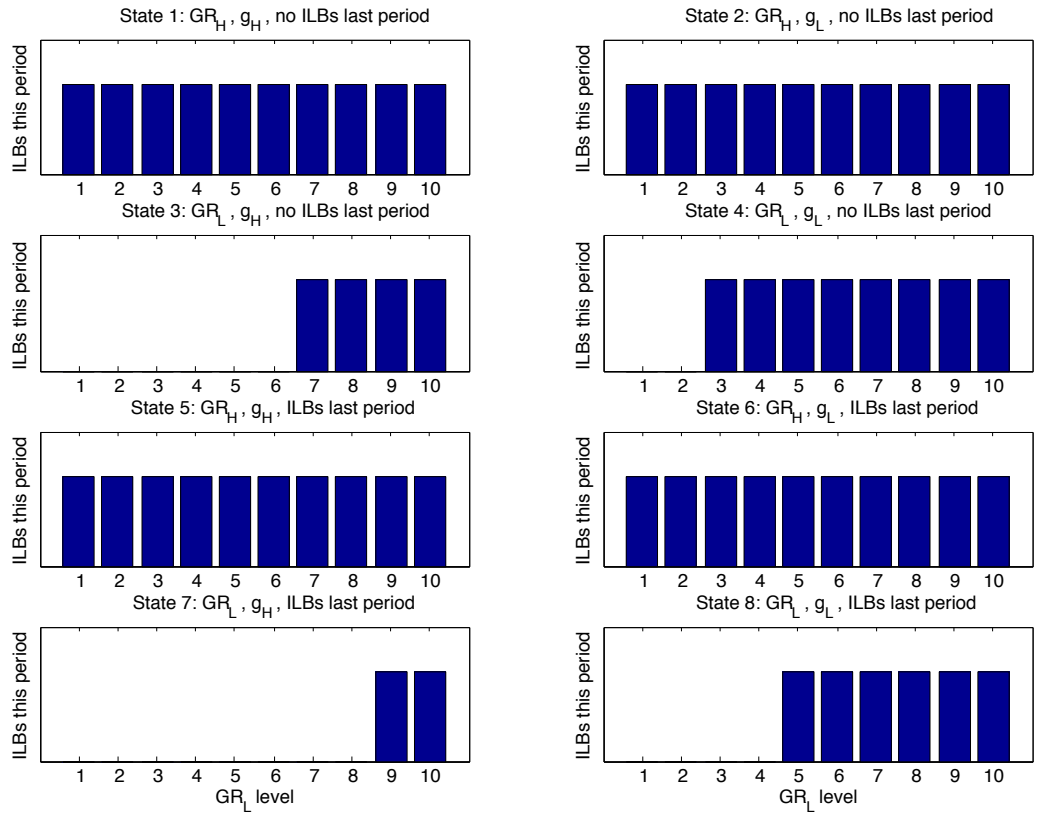 State 1: GR_H , g_H , no ILBs last period
ILBs this period
1 2 3 4 5 6 7 8 9 10
State 2: GR_H , g_L , no ILBs last period
ILBs this period
1 2 3 4 5 6 7 8 9 10
State 3: GR_L , g_H , no ILBs last period
ILBs this period
1 2 3 4 5 6 7 8 9 10
State 4: GR_L , g_L , no ILBs last period
ILBs this period
1 2 3 4 5 6 7 8 9 10
State 5: GR_H , g_H , ILBs last period
ILBs this period
1 2 3 4 5 6 7 8 9 10
State 6: GR_H , g_L , ILBs last period
ILBs this period
1 2 3 4 5 6 7 8 9 10
State 7: GR_L , g_H , ILBs last period
ILBs this period
1 2 3 4 5 6 7 8 9 10
GR_L level
State 8: GR_L , g_L , ILBs last period
ILBs this period
1 2 3 4 5 6 7 8 9 10
GR_L level